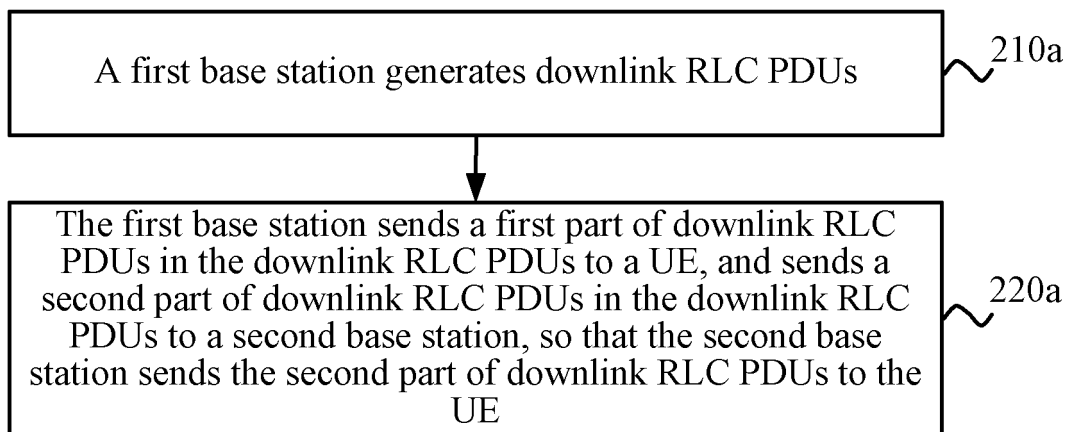 A first base station generates downlink RLC PDUs
210a
The first base station sends a first part of downlink RLC
PDUs in the downlink RLC PDUs to a UE, and sends a
second part of downlink RLC PDUs in the downlink RLC
PDUs to a second base station, so that the second base
station sends the second part of downlink RLC PDUs to the
UE
220a